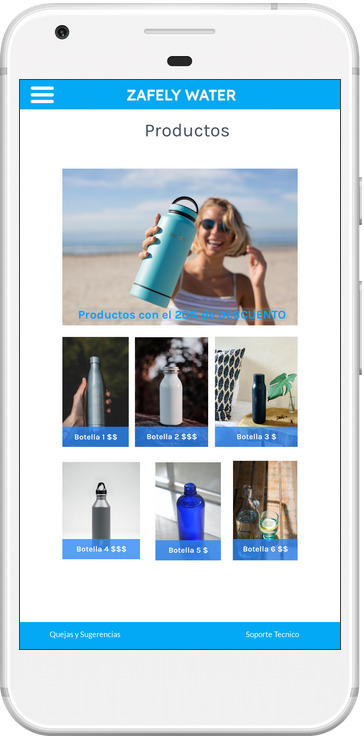 ZAFELY WATER
Productos
Productos con el 20% de DESCUENTO
Botella 1 $$
Botella 2 $$$
Botella 3 $
Botella 4 $$$
Botella 5 $
Botella 6 $$
Quejas y Sugerencias
Soporte Tecnico